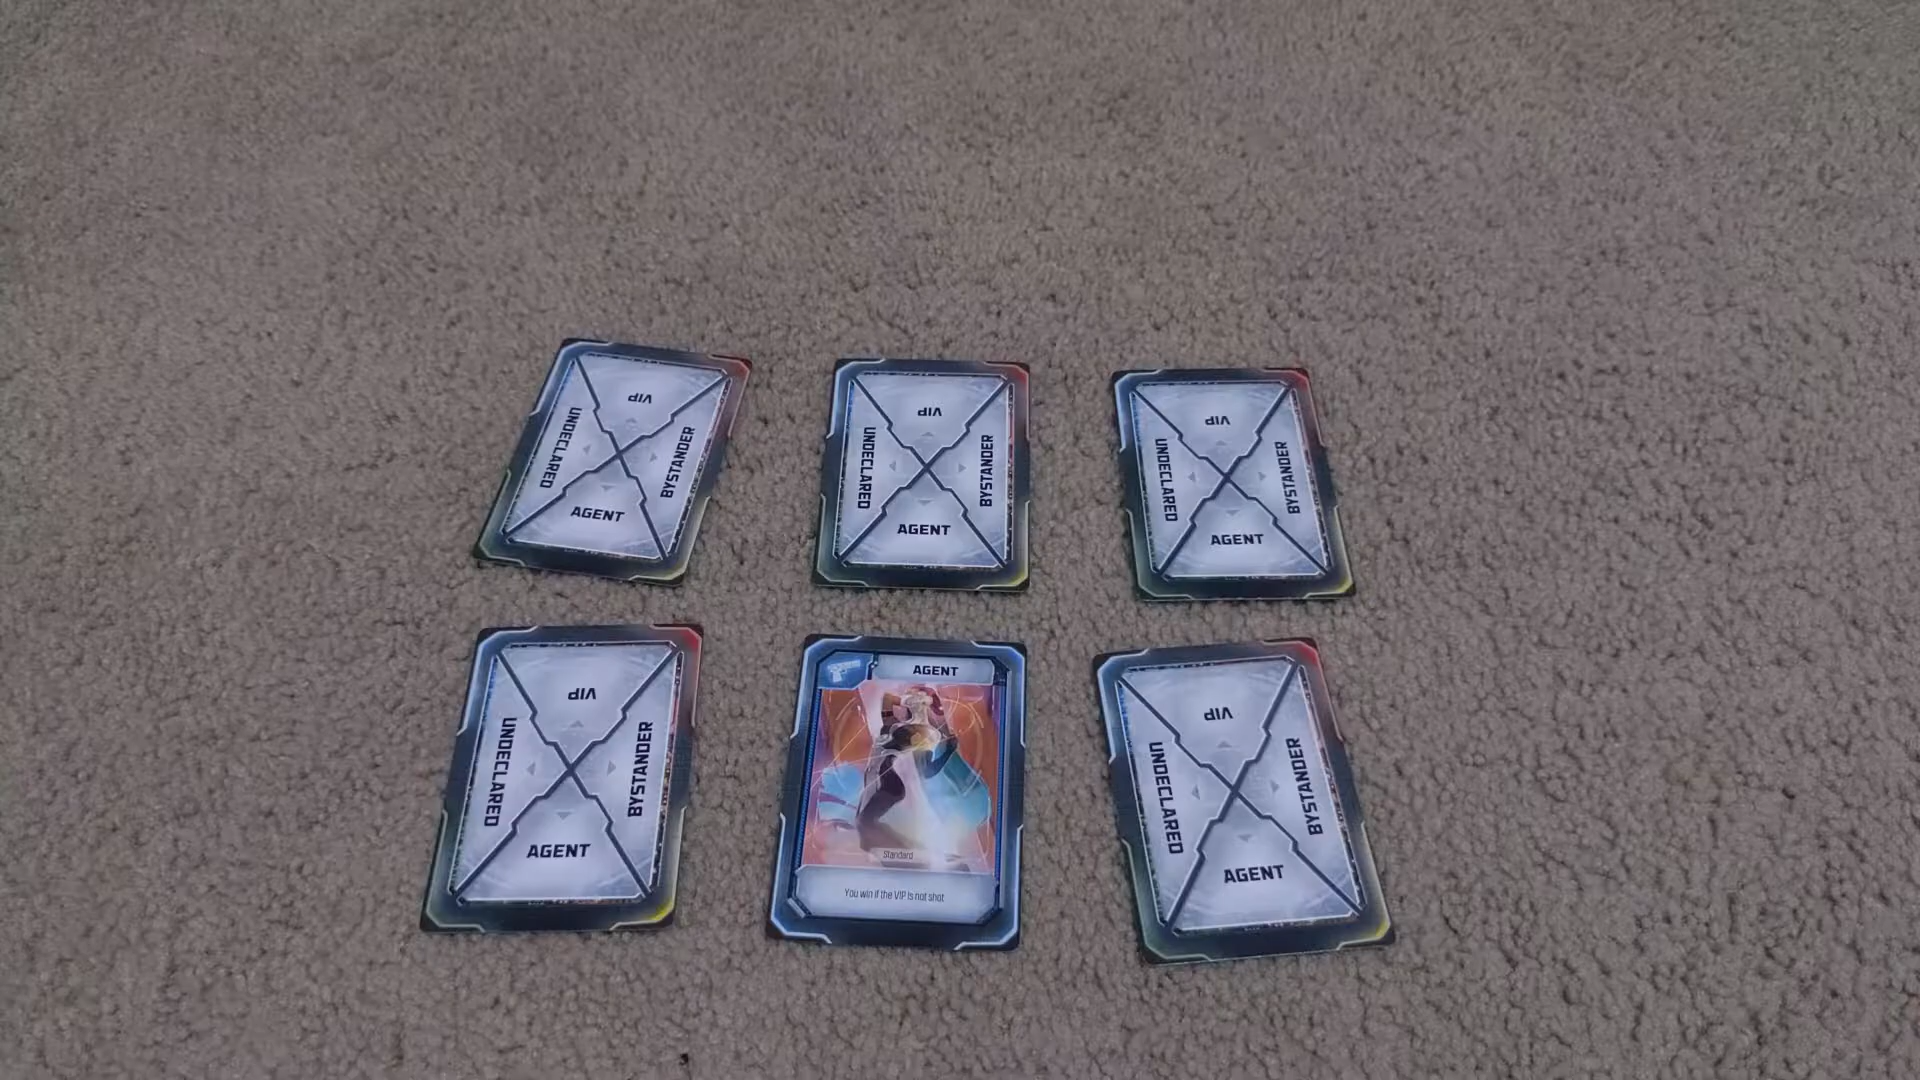 VIP
UNDECLARED
BYSTANDER
AGENT
VIP
UNDECLARED
BYSTANDER
AGENT
VIP
UNDECLARED
BYSTANDER
AGENT
VIP
UNDECLARED
BYSTANDER
AGENT
AGENT
Standard
You win if the VIP is not shot
VIP
UNDECLARED
BYSTANDER
AGENT